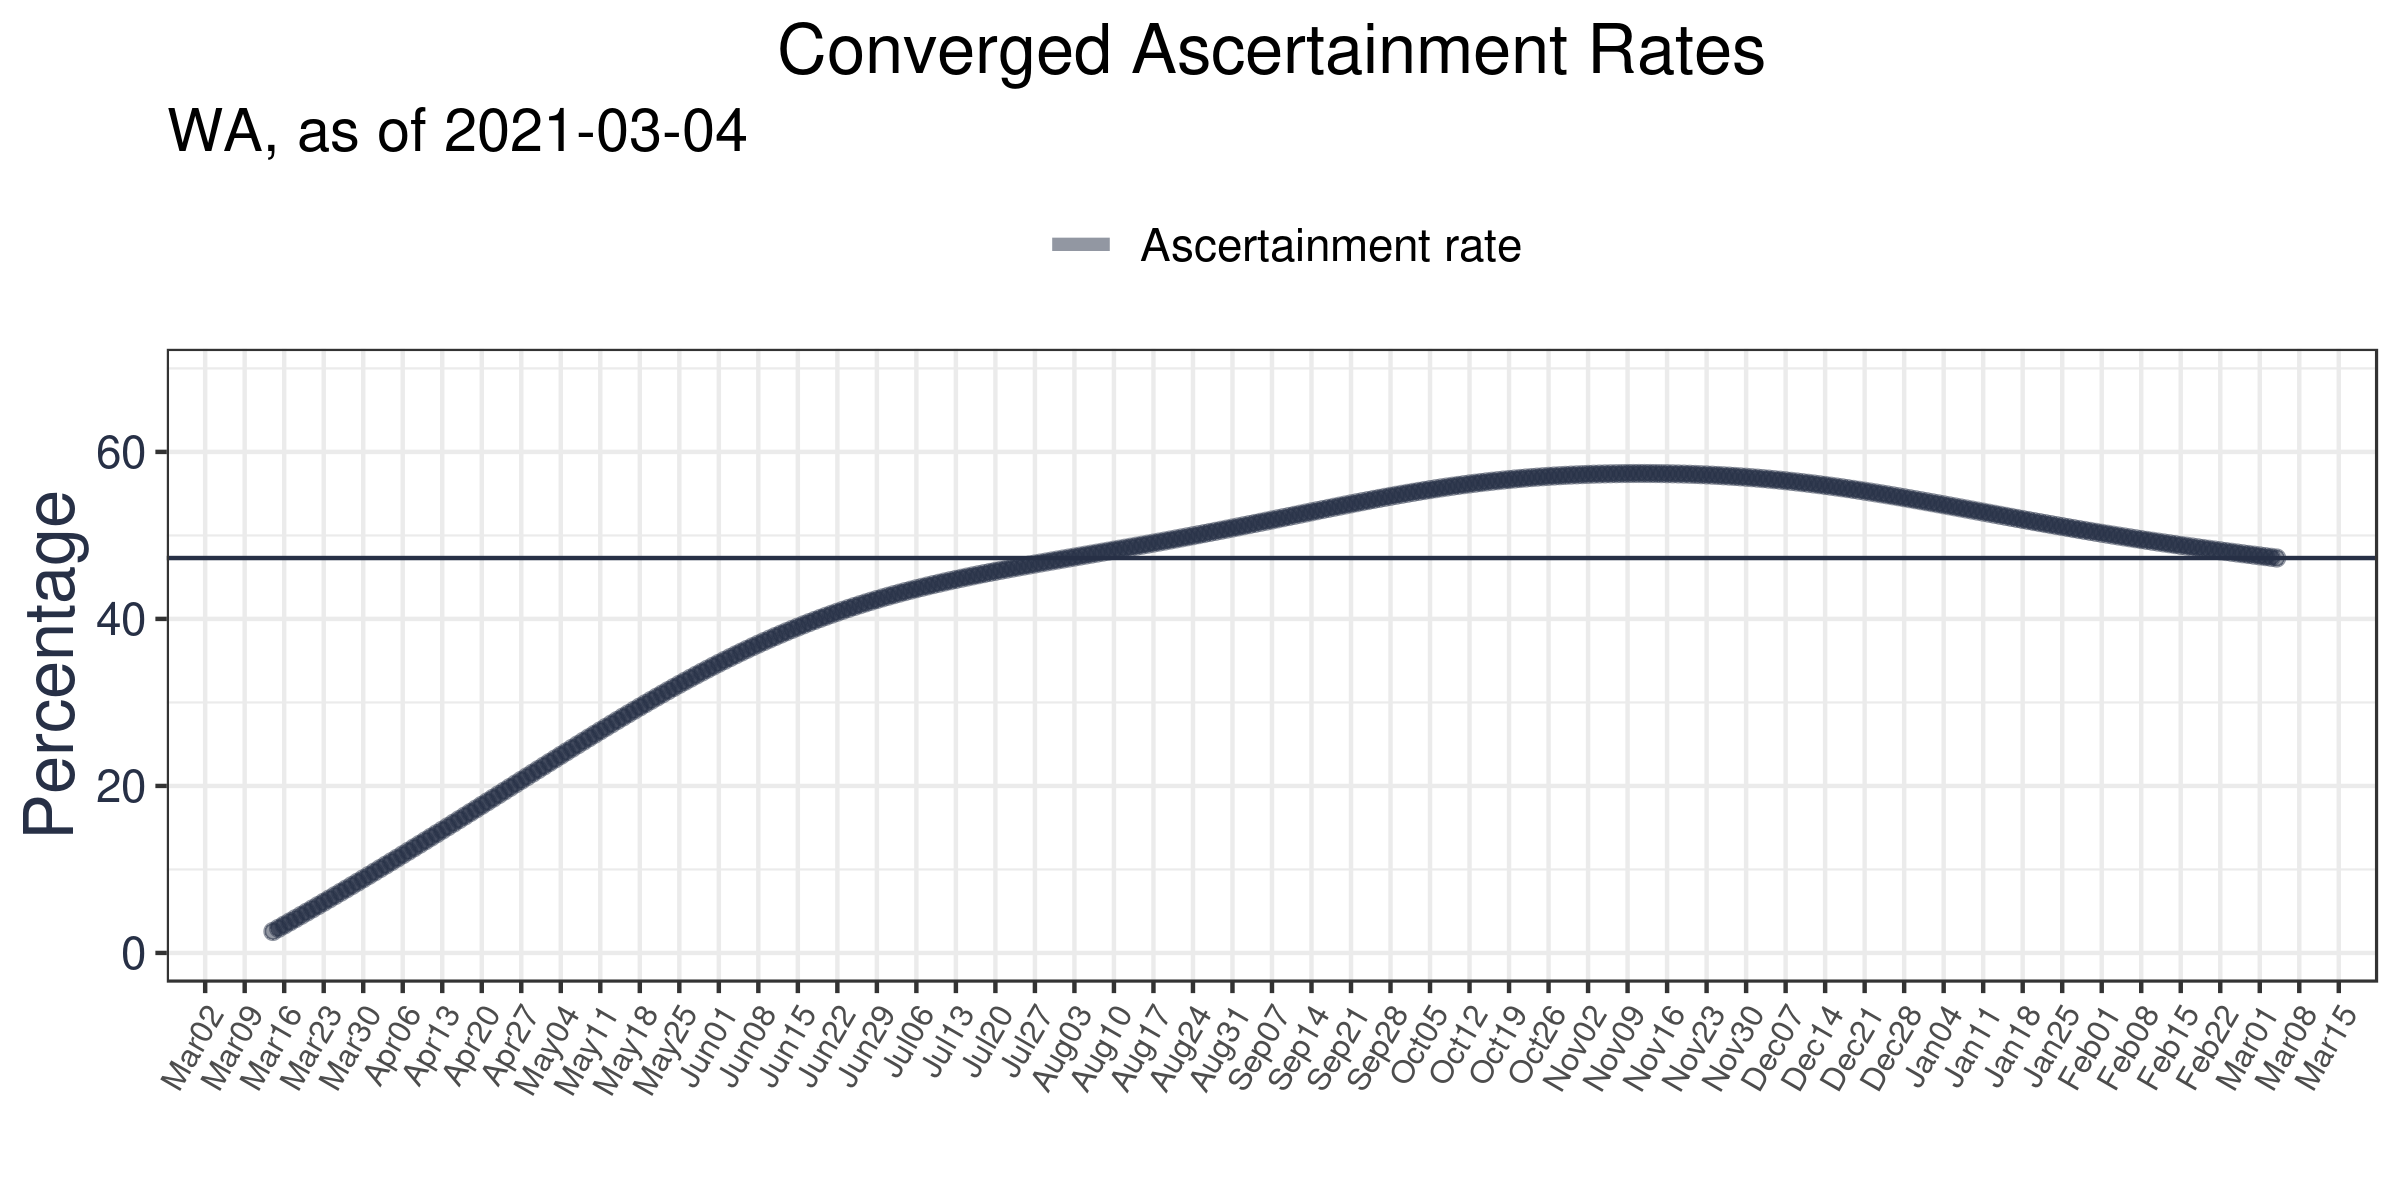 Converged Ascertainment Rates
WA, as of 2021-03-04
Ascertainment rate
Percentage
60
40
20
0
Mar02 Mar09 Mar16 Mar23 Mar30 Apr06 Apr13 Apr20 Apr27 May04 May11 May18 May25 Jun01 Jun08 Jun15 Jun22 Jun29 Jul06 Jul13 Jul20 Jul27 Aug03 Aug10 Aug17 Aug24 Aug31 Sep07 Sep14 Sep21 Sep28 Oct05 Oct12 Oct19 Oct26 Nov02 Nov09 Nov16 Nov23 Nov30 Dec07 Dec14 Dec21 Dec28 Jan04 Jan11 Jan18 Jan25 Feb01 Feb08 Feb15 Feb22 Mar01 Mar08 Mar15